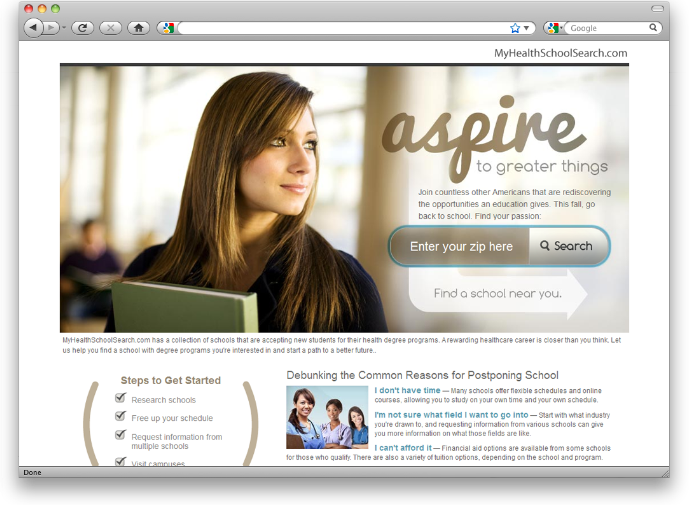 Google
MyHealthSchoolSearch.com
aspire
to greater things
Join countless other Americans that are rediscovering
the opportunities an education gives. This fall, go
back to school. Find your passion:
Enter your zip here
Search
Find a school near you.
MyHealthSchoolSearch.com has a collection of schools that are accepting new students for their health degree programs. A rewarding healthcare career is closer than you think. Let
us help you find a school with degree programs you're interested in and start a path to a better future..
Steps to Get Started
Research schools
Free up your schedule
Request information from
multiple schools
Visit campuses
Debunking the Common Reasons for Postponing School
I don't have time — Many schools offer flexible schedules and online
courses, allowing you to study on your own time and your own schedule.
I'm not sure what field I want to go into — Start with what industry
you're drawn to, and requesting information from various schools can give
you more information on what those fields are like.
I can't afford it — Financial aid options are available from some schools
for those who qualify. There are also a variety of tuition options, depending on the school and program.
Done